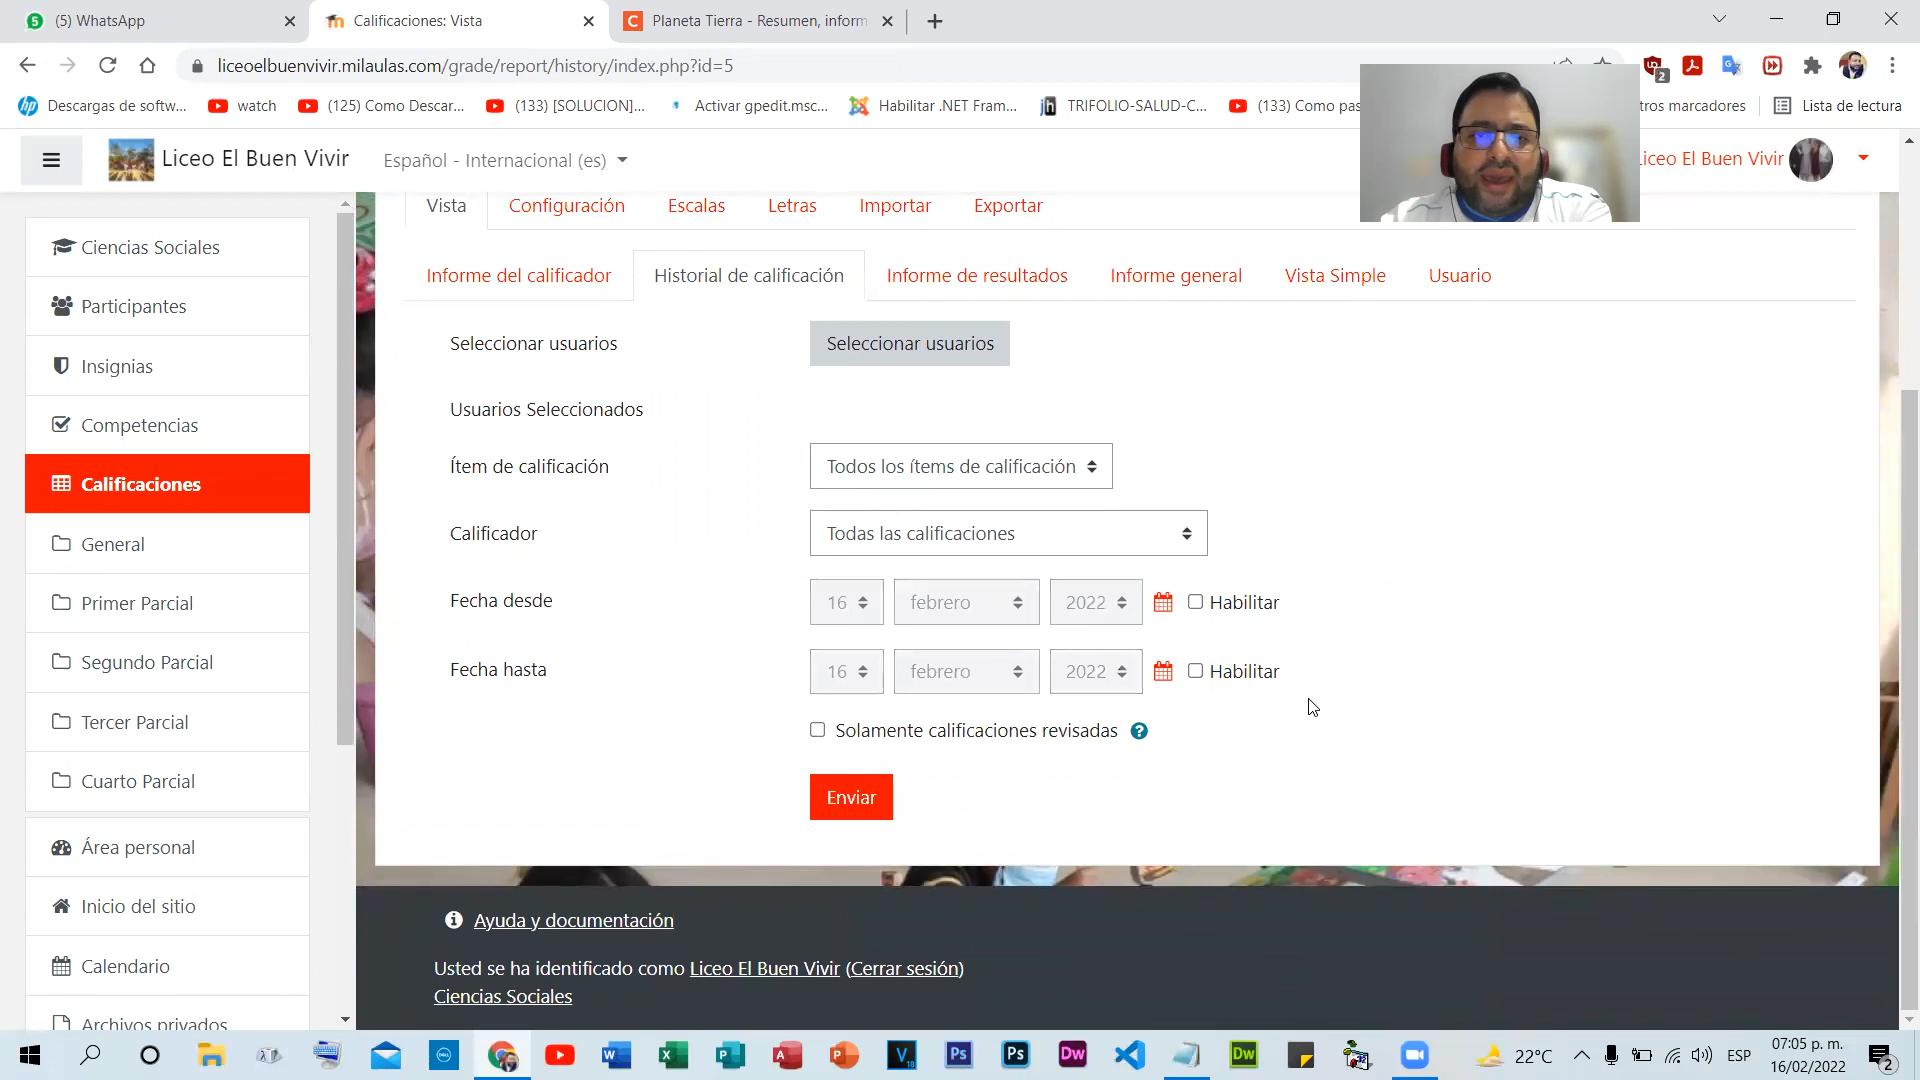 (5) WhatsApp
Calificaciones: Vista
Planeta Tierra - Resumen, inform
liceoelbuenvivir.milaulas.com/grade/report/history/index.php?id=5
Descargas de softw...
watch
(125) Como Descar...
(133) [SOLUCION]...
Activar gpedit.msc...
Habilitar .NET Fram...
TRIFOLIO-SALUD-C...
(133) Como pas
tros marcadores
Lista de lectura
Liceo El Buen Vivir
Español - Internacional (es)
iceo El Buen Vivir
Vista
Configuración
Escalas
Letras
Importar
Exportar
Informe del calificador
Historial de calificación
Informe de resultados
Informe general
Vista Simple
Usuario
Ciencias Sociales
Participantes
Insignias
Competencias
Calificaciones
General
Primer Parcial
Segundo Parcial
Tercer Parcial
Cuarto Parcial
Área personal
Inicio del sitio
Calendario
Archivos privados
Seleccionar usuarios
Seleccionar usuarios
Usuarios Seleccionados
Ítem de calificación
Todos los ítems de calificación
Calificador
Todas las calificaciones
Fecha desde
16 febrero 2022 Habilitar
Fecha hasta
16 febrero 2022 Habilitar
Solamente calificaciones revisadas
Enviar
Ayuda y documentación
Usted se ha identificado como Liceo El Buen Vivir (Cerrar sesión)
Ciencias Sociales
22°C
ESP
07:05 p. m.
16/02/2022
2